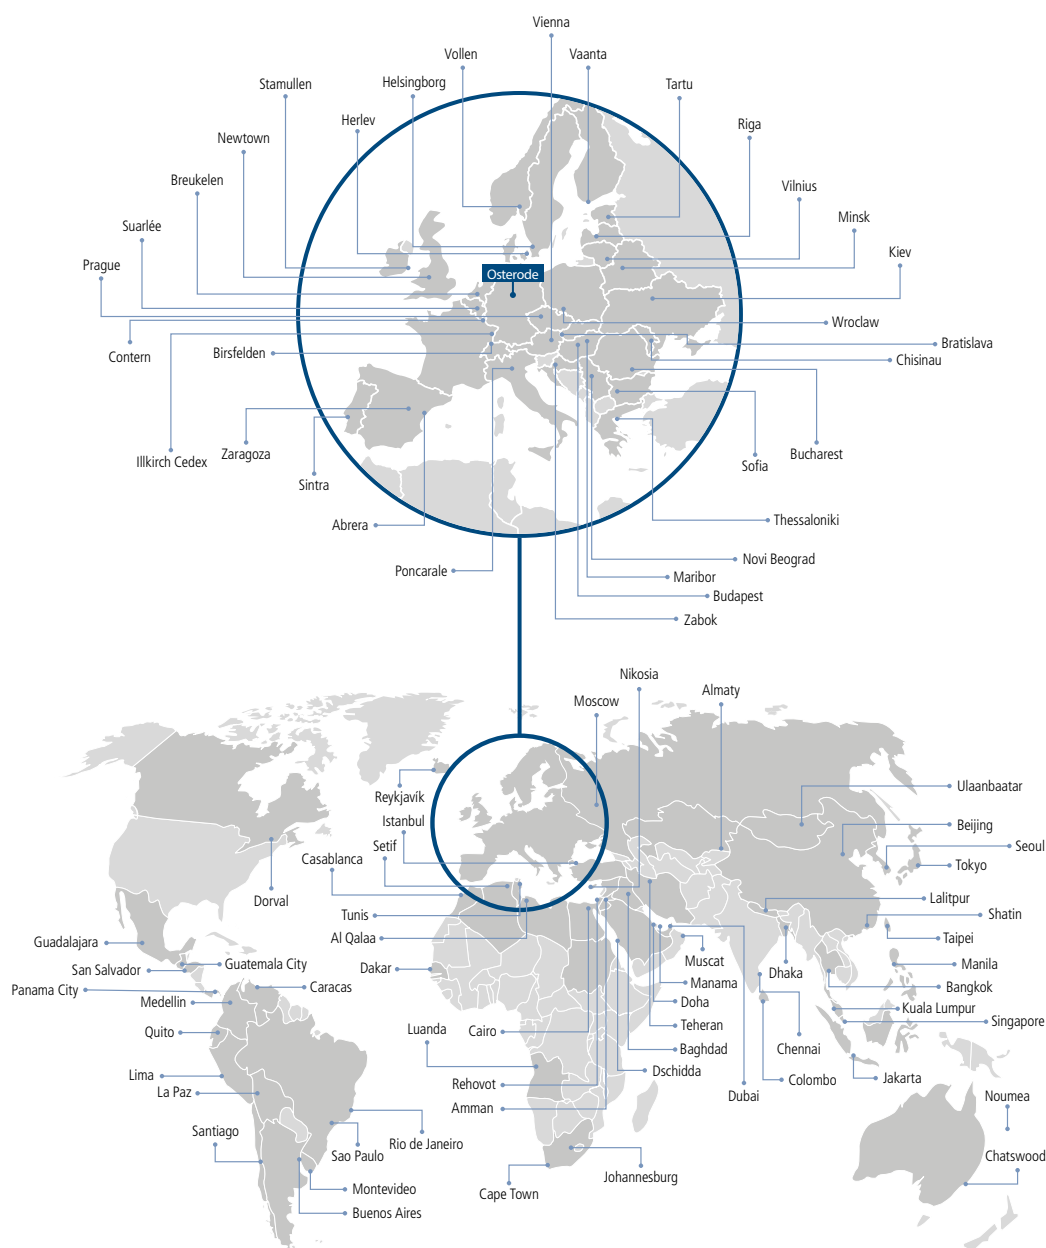 Vienna
Vollen
Vaanta
Stamullen
Helsingborg
Tartu
Herlev
Riga
Newtown
Breukelen
Vilnius
Suarlée
Minsk
Prague
Kiev
Osterode
Wroclaw
Contern
Birsfelden
Bratislava
Chisinau
Illkirch Cedex
Zaragoza
Sofia
Bucharest
Sintra
Abrera
Thessaloniki
Poncarale
Novi Beograd
Maribor
Budapest
Zabok
Nikosia
Moscow
Almaty
Reykjavík
Ulaanbaatar
Istanbul
Beijing
Setif
Seoul
Casablanca
Tokyo
Dorval
Lalitpur
Tunis
Shatin
Al Qalaa
Taipei
Guadalajara
Muscat
Guatemala City
Dakar
Dhaka
Manila
San Salvador
Manama
Bangkok
Panama City
Caracas
Medellin
Doha
Kuala Lumpur
Singapore
Quito
Luanda
Cairo
Teheran
Baghdad
Chennai
Lima
Dschidda
Colombo
Jakarta
La Paz
Rehovot
Dubai
Noumea
Amman
Santiago
Rio de Janeiro
Sao Paulo
Chatswood
Johannesburg
Montevideo
Cape Town
Buenos Aires